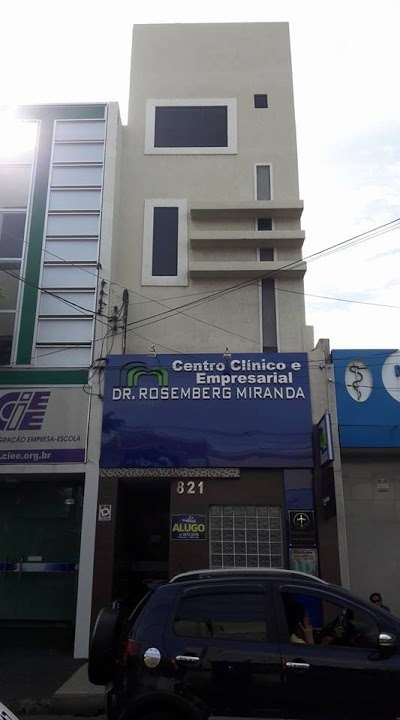 Centro Clínico e
Empresarial
DR. ROSEMBERG MIRANDA
CIEE
GRAÇÃO EMPRESA-ESCOLA
.ciee.org.br
821
ALUGO